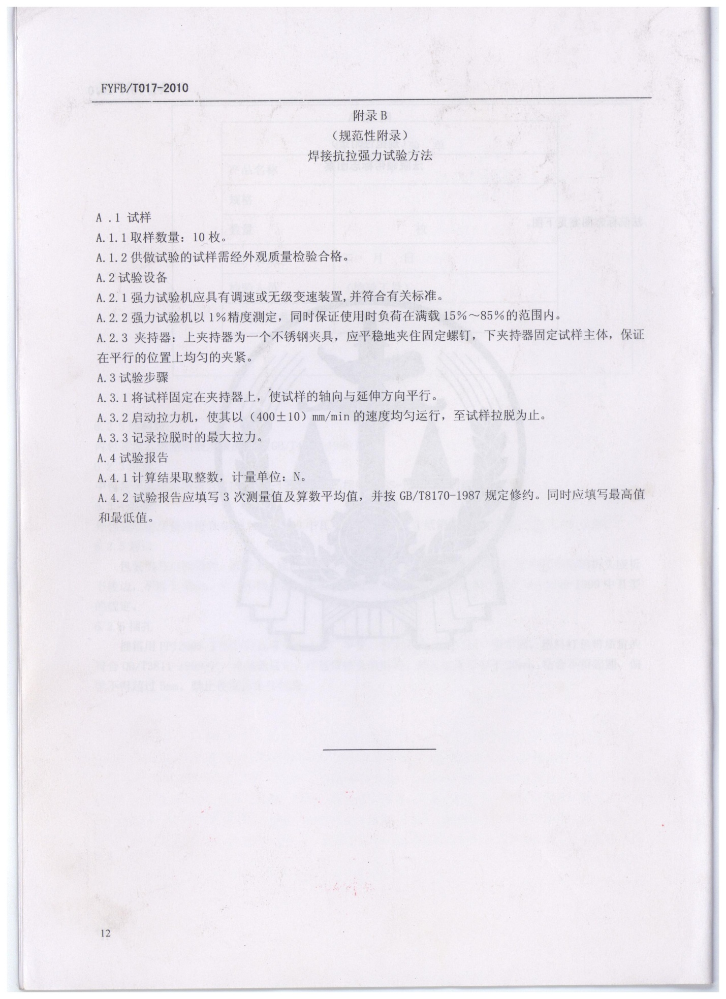 FYFB/T017-2010
附录 B
（规范性附录）
焊接抗拉强力试验方法
A .1 试样
A.1.1 取样数量：10 枚。
A.1.2 供做试验的试样需经外观质量检验合格。
A.2 试验设备
A.2.1 强力试验机应具有调速或无级变速装置,并符合有关标准。
A.2.2 强力试验机以 1%精度测定，同时保证使用时负荷在满载 15%～85%的范围内。
A.2.3 夹持器：上夹持器为一个不锈钢夹具，应平稳地夹住固定螺钉，下夹持器固定试样主体，保证
在平行的位置上均匀的夹紧。
A.3 试验步骤
A.3.1 将试样固定在夹持器上，使试样的轴向与延伸方向平行。
A.3.2 启动拉力机，使其以（400±10）mm/min 的速度均匀运行，至试样拉脱为止。
A.3.3 记录拉脱时的最大拉力。
A.4 试验报告
A.4.1 计算结果取整数，计量单位：N。
A.4.2 试验报告应填写 3 次测量值及算数平均值，并按 GB/T8170-1987 规定修约。同时应填写最高值
和最低值。
12